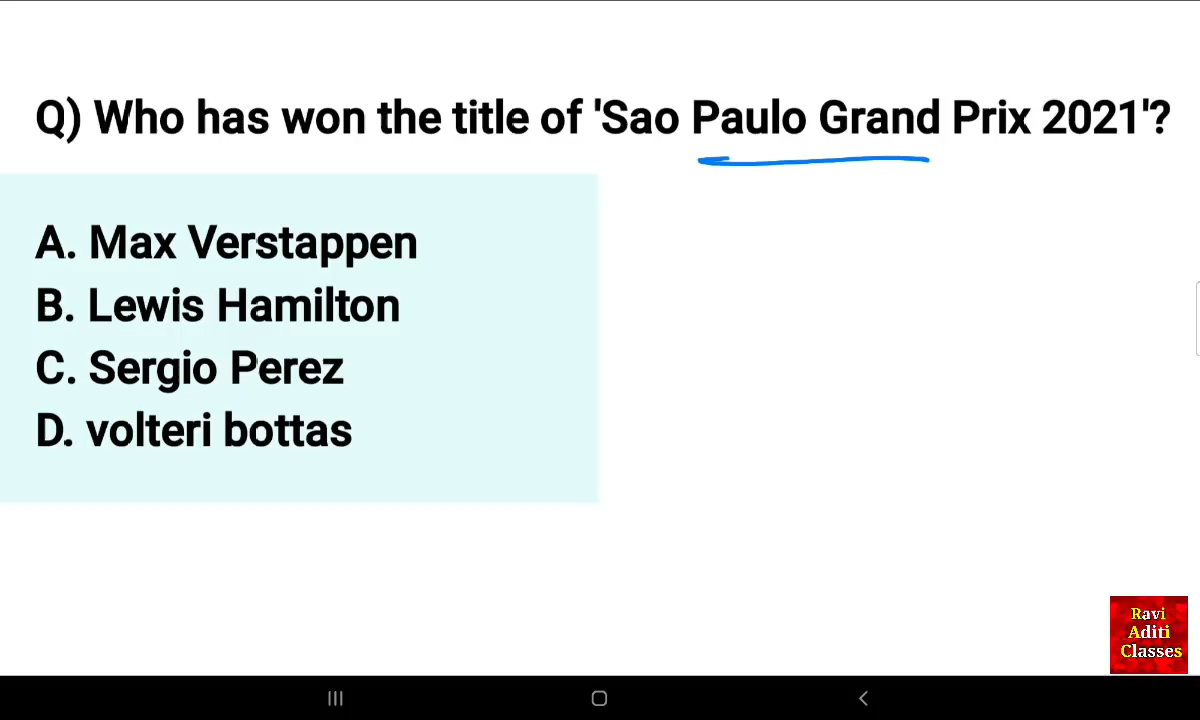 Q) Who has won the title of 'Sao Paulo Grand Prix 2021'?
A. Max Verstappen
B. Lewis Hamilton
C. Sergio Perez
D. volteri bottas
Ravi
Aditi
Classes